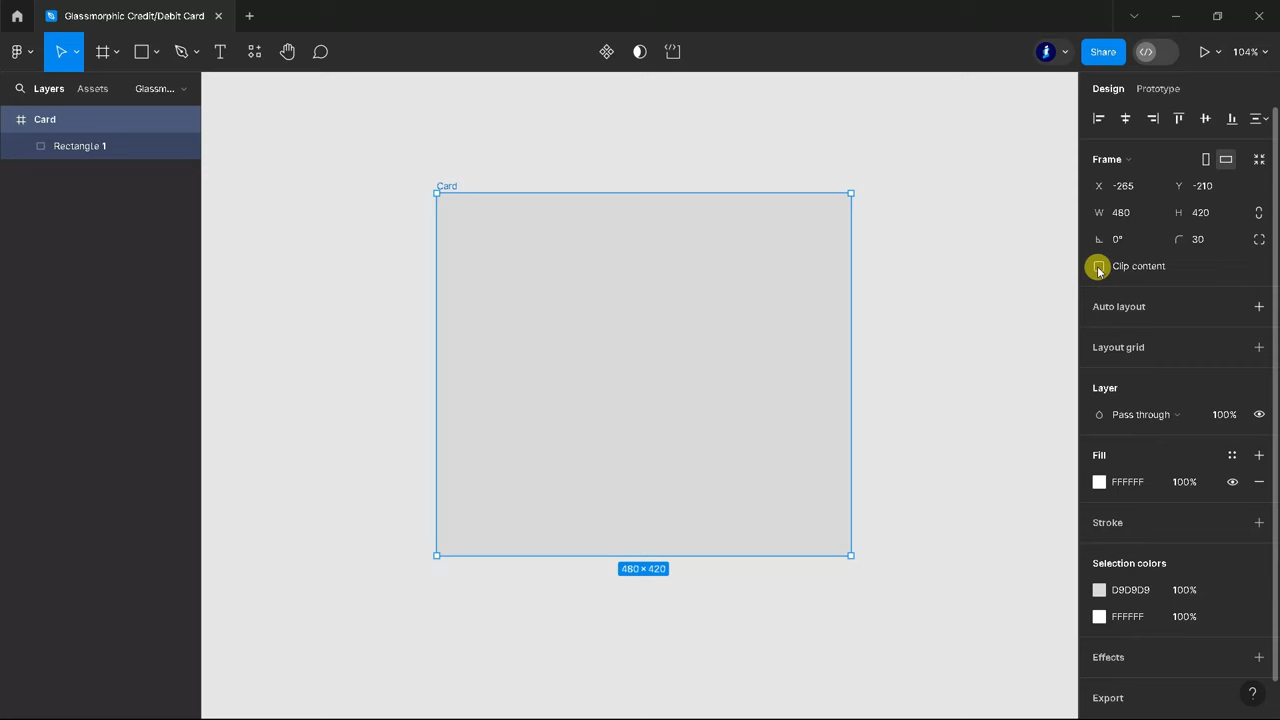 Glassmorphic Credit/Debit Card
Share
104%
Layers Assets Glassm...
Card
Rectangle 1
Card
480 × 420
Design Prototype
Frame
X -265 Y -210
W 480 H 420
0° 30
Clip content
Auto layout
Layout grid
Layer
Pass through 100%
Fill
FFFFFF 100%
Stroke
Selection colors
D9D9D9 100%
FFFFFF 100%
Effects
Export
?